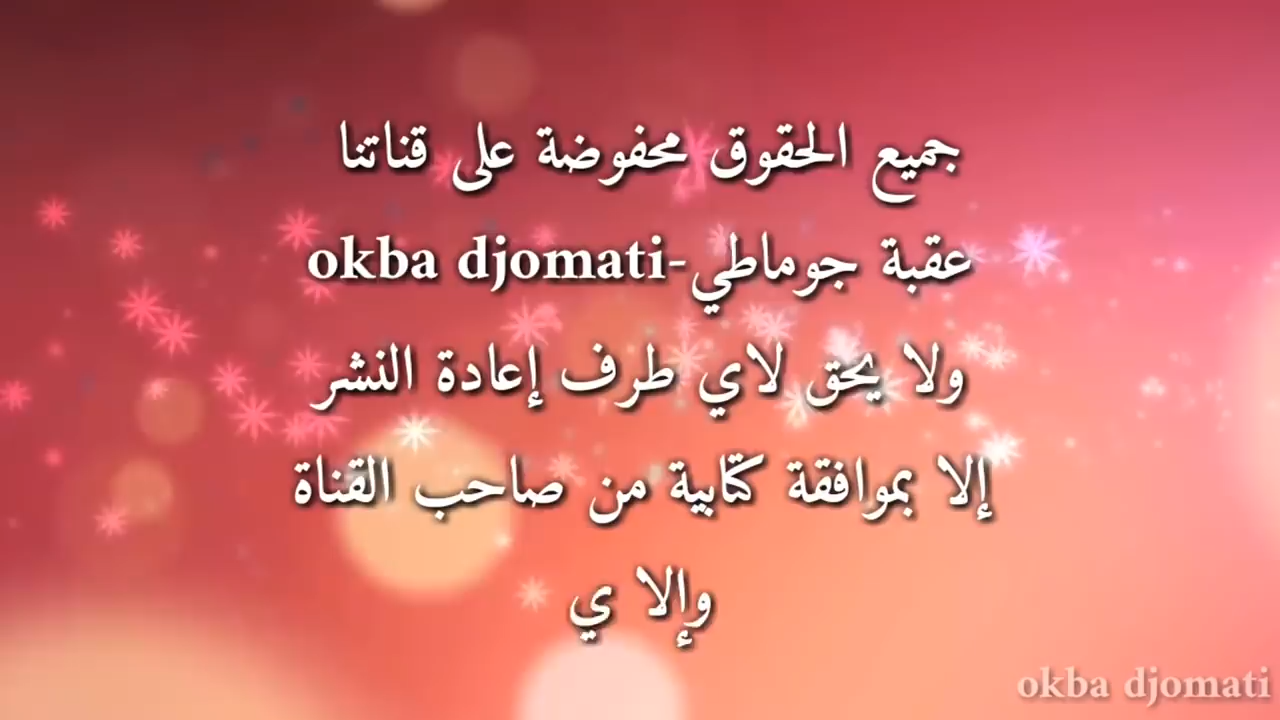 جميع الحقوق محفوضة على قناتنا
عقبة جوماطي-okba djomati
ولا يحق لاي طرف إعادة النشر
إلا بموافقة كتابية من صاحب القناة
وإلا ي
okba djomati